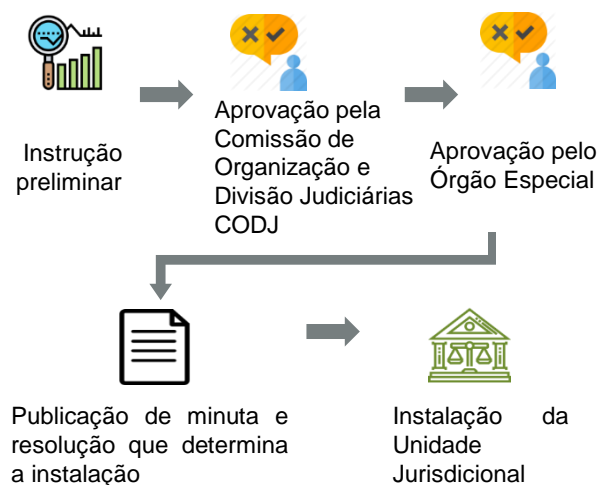 Instrução
preliminar
Aprovação pela
Comissão de
Organização e
Divisão Judiciárias
CODJ
Aprovação pelo
Órgão Especial
Publicação de minuta e
resolução que determina
a instalação
Instalação da
Unidade
Jurisdicional